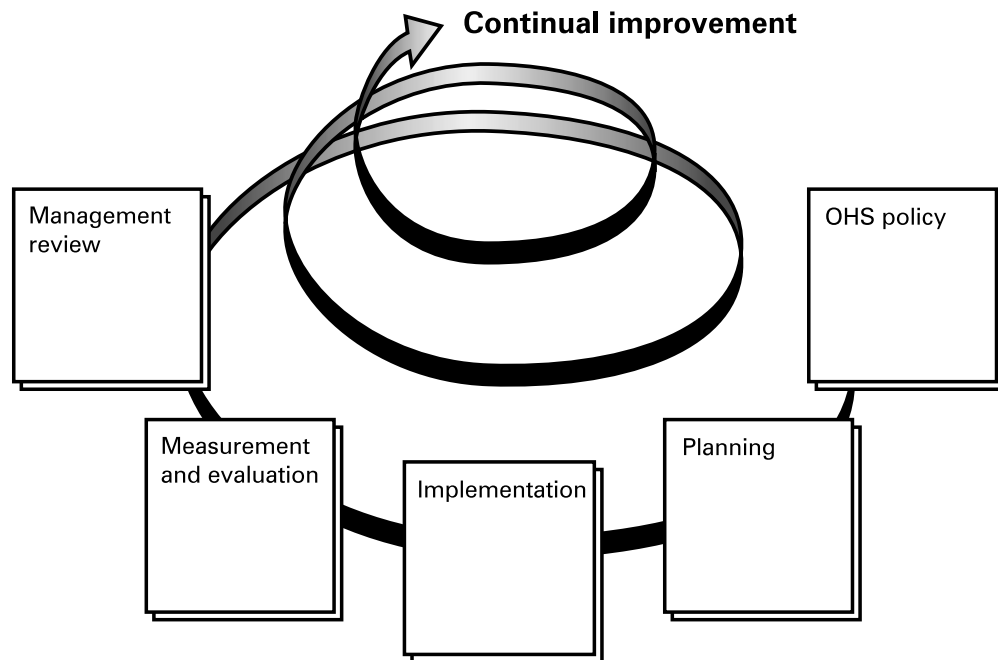 Continual improvement
Management
review
OHS policy
Measurement
and evaluation
Planning
Implementation